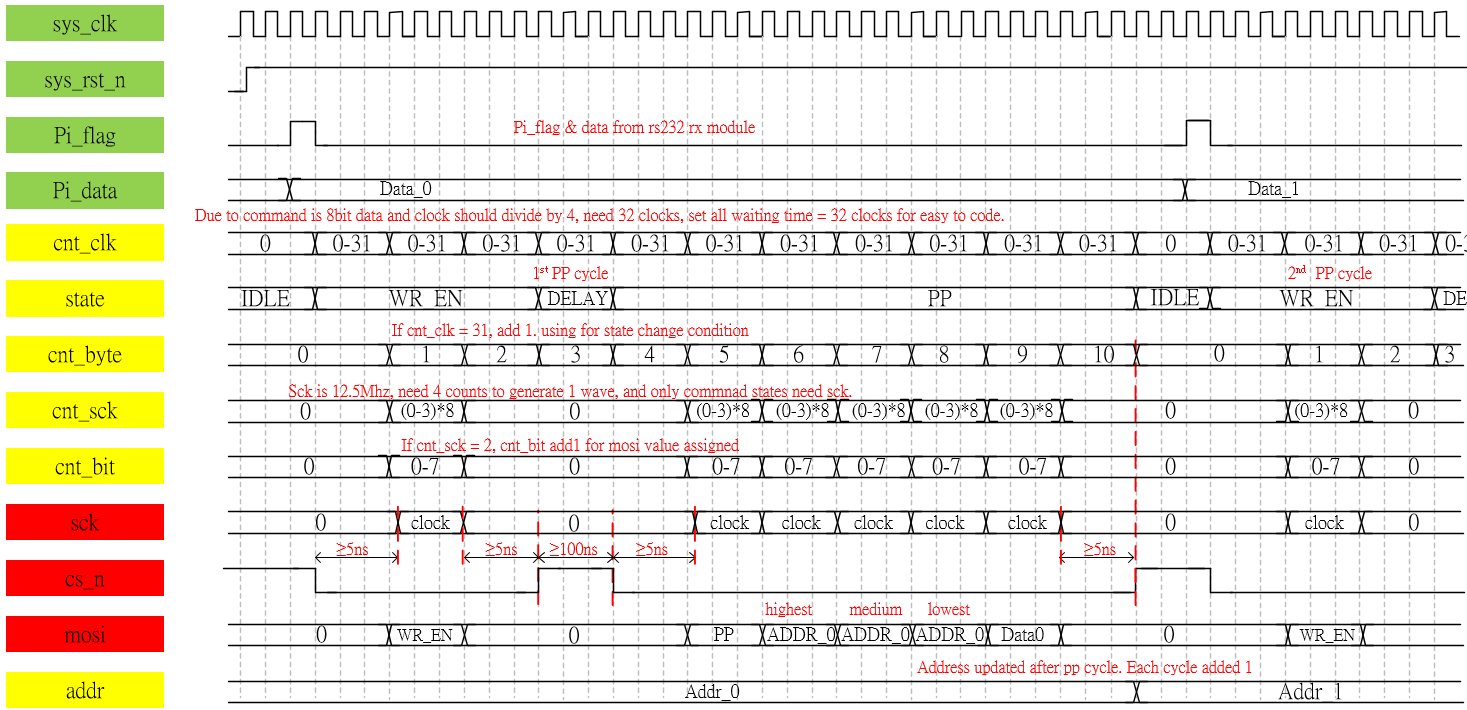 sys_clk
sys_rst_n
Pi_flag
Pi_flag & data from rs232 rx module
Pi_data Data_0 Data_1
Due to command is 8bit data and clock should divide by 4, need 32 clocks, set all waiting time = 32 clocks for easy to code.
cnt_clk 0 0-31 0-31 0-31 0-31 0-31 0-31 0-31 0-31 0-31 0-31 0-31 0 0-31 0-31 0-31 0-3
1st PP cycle 2nd PP cycle
state IDLE WR_EN DELAY PP IDLE WR_EN DE
If cnt_clk = 31, add 1. using for state change condition
cnt_byte 0 1 2 3 4 5 6 7 8 9 10 0 1 2 3
Sck is 12.5Mhz, need 4 counts to generate 1 wave, and only commnad states need sck.
cnt_sck 0 (0-3)*8 0 (0-3)*8 (0-3)*8 (0-3)*8 (0-3)*8 (0-3)*8 0 (0-3)*8 0
If cnt_sck = 2, cnt_bit add1 for mosi value assigned
cnt_bit 0 0-7 0 0-7 0-7 0-7 0-7 0-7 0 0-7 0
sck 0 clock 0 clock clock clock clock clock 0 clock 0
≥5ns ≥5ns ≥100ns ≥5ns ≥5ns
cs_n
highest medium lowest
mosi 0 WR_EN 0 PP ADDR_0 ADDR_0 ADDR_0 Data0 0 WR_EN
Address updated after pp cycle. Each cycle added 1
addr Addr_0 Addr_1